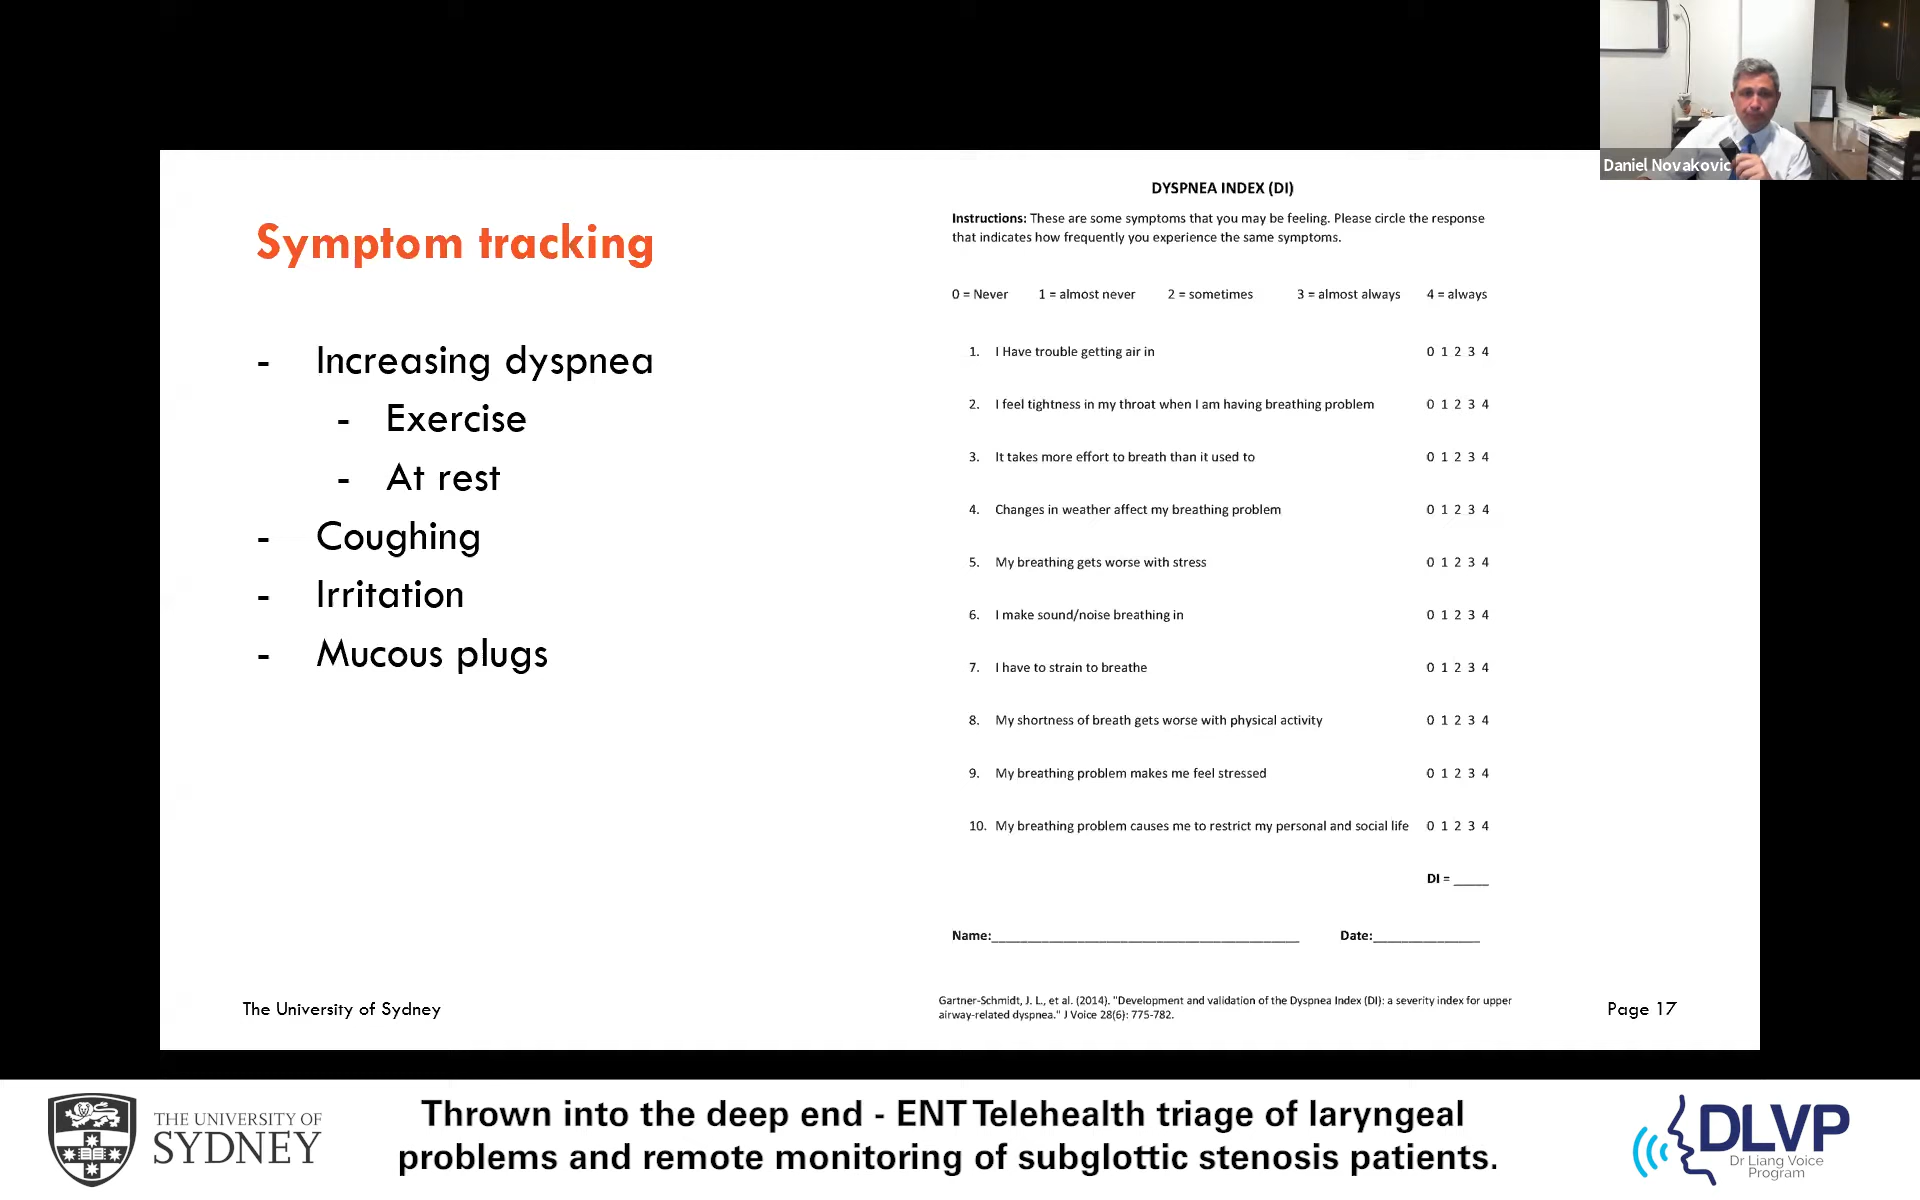 Daniel Novakovic
Symptom tracking
- Increasing dyspnea
- Exercise
- At rest
- Coughing
- Irritation
- Mucous plugs
DYSPNEA INDEX (DI)
Instructions: These are some symptoms that you may be feeling. Please circle the response
that indicates how frequently you experience the same symptoms.
0 = Never 1 = almost never 2 = sometimes 3 = almost always 4 = always
1. I Have trouble getting air in 0 1 2 3 4
2. I feel tightness in my throat when I am having breathing problem 0 1 2 3 4
3. It takes more effort to breath than it used to 0 1 2 3 4
4. Changes in weather affect my breathing problem 0 1 2 3 4
5. My breathing gets worse with stress 0 1 2 3 4
6. I make sound/noise breathing in 0 1 2 3 4
7. I have to strain to breathe 0 1 2 3 4
8. My shortness of breath gets worse with physical activity 0 1 2 3 4
9. My breathing problem makes me feel stressed 0 1 2 3 4
10. My breathing problem causes me to restrict my personal and social life 0 1 2 3 4
DI = _____
Name:__________________________________________ Date:_______________
Gartner-Schmidt, J. L., et al. (2014). "Development and validation of the Dyspnea Index (DI): a severity index for upper
airway-related dyspnea." J Voice 28(6): 775-782.
The University of Sydney
Page 17
THE UNIVERSITY OF
SYDNEY
Thrown into the deep end - ENT Telehealth triage of laryngeal
problems and remote monitoring of subglottic stenosis patients.
DLVP
Dr Liang Voice
Program